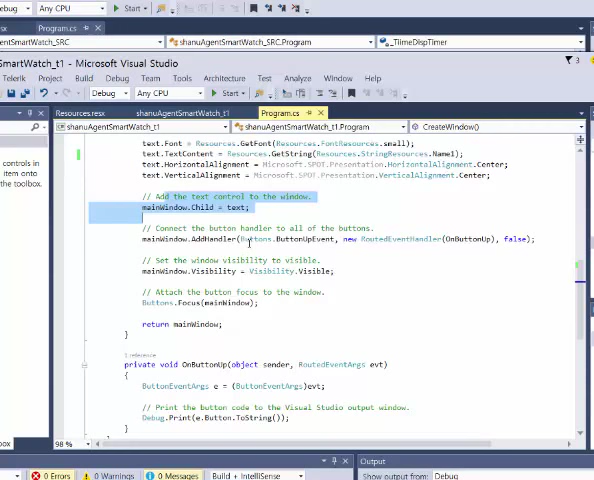 Debug Any CPU Start
Program.cs
anuAgentSmartWatch_SRC shanuAgentSmartWatch_SRC.Program _TiimeDispTimer
SmartWatch_t1 - Microsoft Visual Studio 3
Telerik Project Build Debug Team Tools Architecture Test Analyze Window Help
Debug Any CPU Start
Resources.resx shanuAgentSmartWatch_t1 Program.cs
shanuAgentSmartWatch_t1 shanuAgentSmartWatch_t1.Program CreateWindow()
text.Font = Resources.GetFont(Resources.FontResources.small);
text.TextContent = Resources.GetString(Resources.StringResources.Name1);
controls in
text.HorizontalAlignment = Microsoft.SPOT.Presentation.HorizontalAlignment.Center;
item onto
text.VerticalAlignment = Microsoft.SPOT.Presentation.VerticalAlignment.Center;
the toolbox.
// Add the text control to the window.
mainWindow.Child = text;
// Connect the button handler to all of the buttons.
mainWindow.AddHandler(Buttons.ButtonUpEvent, new RoutedEventHandler(OnButtonUp), false);
// Set the window visibility to visible.
mainWindow.Visibility = Visibility.Visible;
// Attach the button focus to the window.
Buttons.Focus(mainWindow);
return mainWindow;
}
1 reference
private void OnButtonUp(object sender, RoutedEventArgs evt)
{
ButtonEventArgs e = (ButtonEventArgs)evt;
// Print the button code to the Visual Studio output window.
Debug.Print(e.Button.ToString());
}
98 %
Output
0 Errors 0 Warnings 0 Messages Build + IntelliSense Show output from: Debug